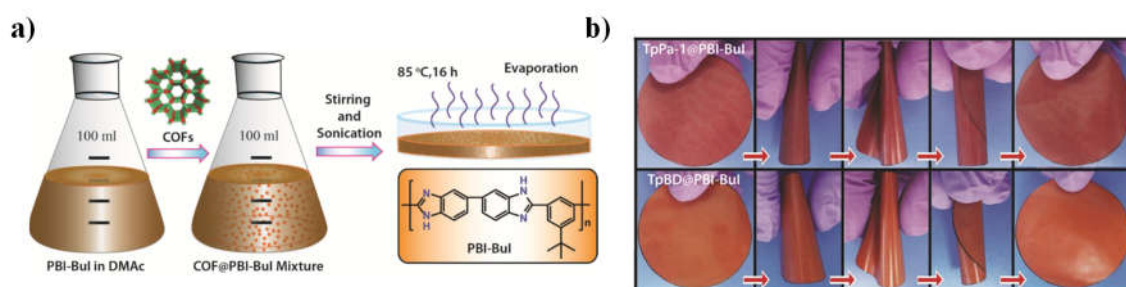 a)
100 ml
PBI-BuI in DMAc
COFs
100 ml
COF@PBI-BuI Mixture
Stirring
and
Sonication
85 °C,16 h
Evaporation
H
N
N
N
H
N
n
PBI-BuI
b)
TpPa-1@PBI-BuI
TpBD@PBI-BuI